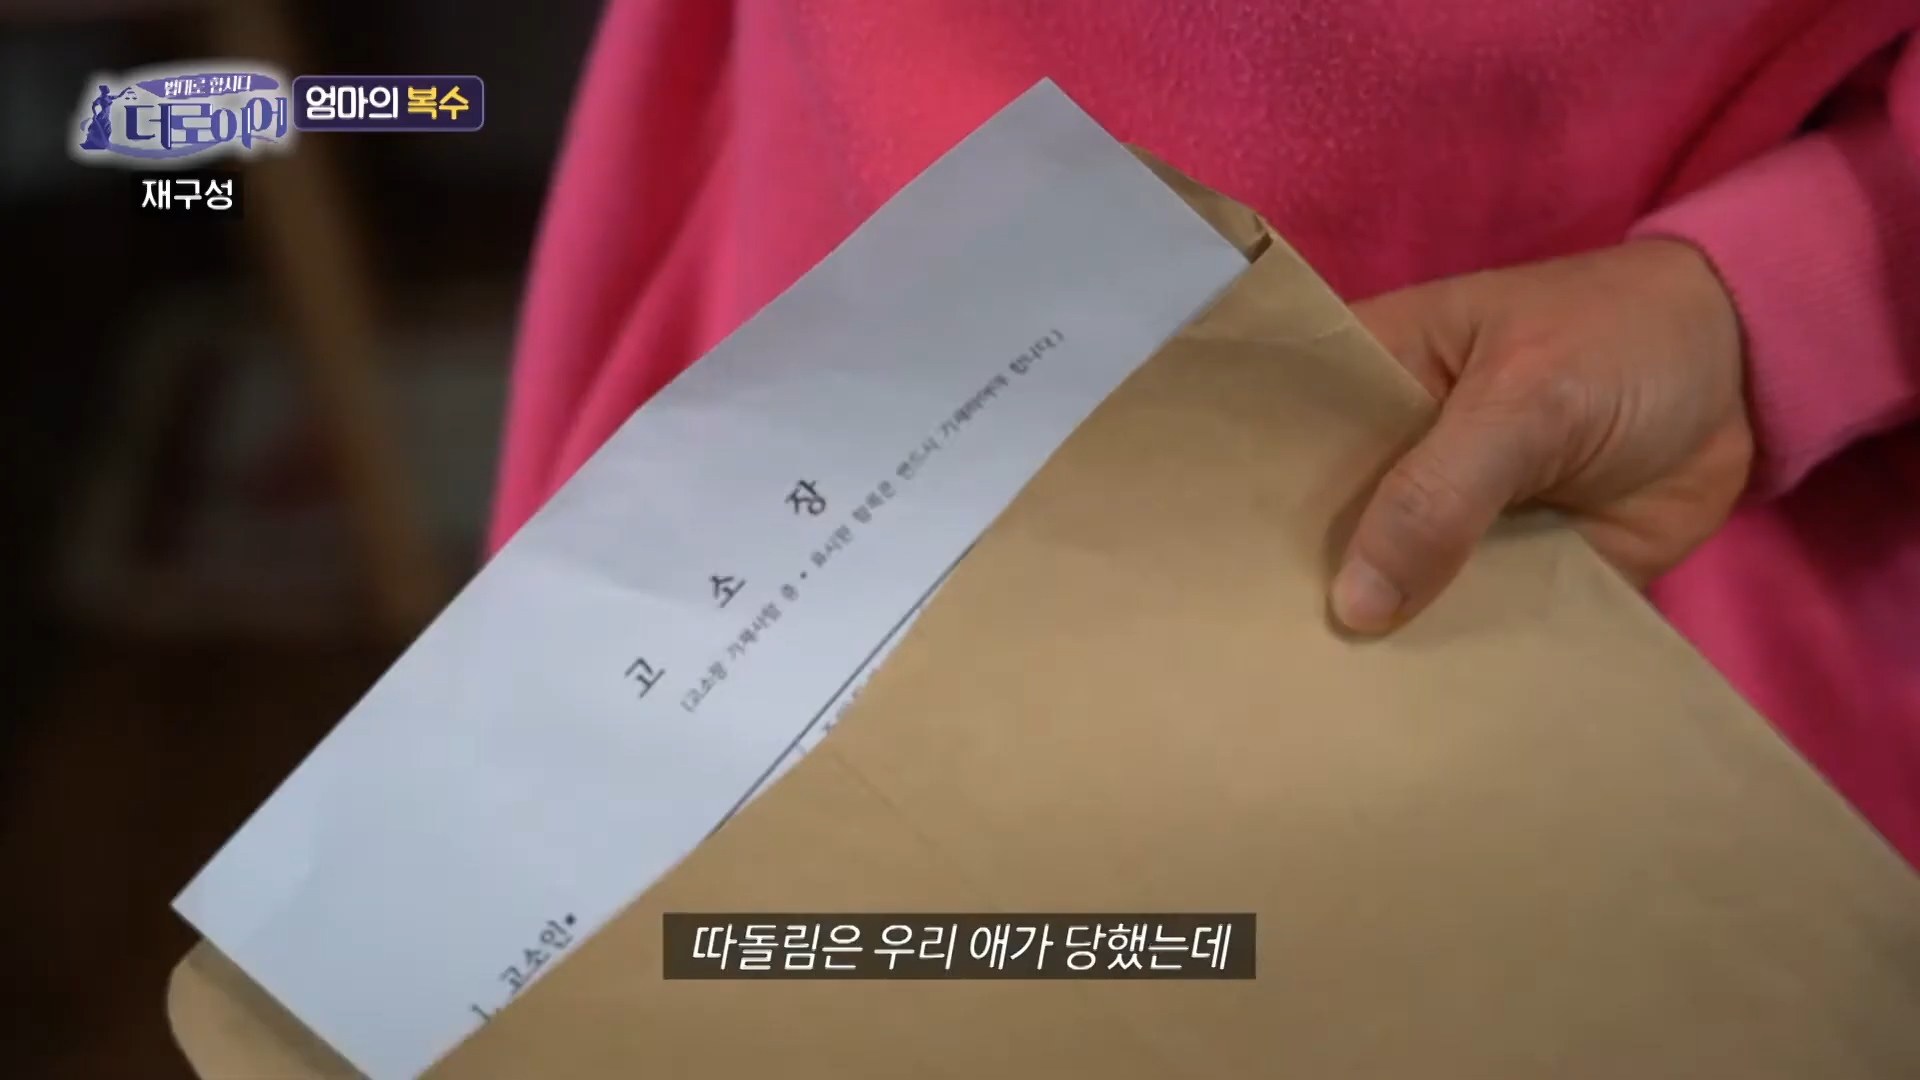 법대로 합시다
더로이어
엄마의 복수
재구성
고 소 장
(고소장 기재사항 중 • 표시된 항목은 반드시 기재하여야 합니다.)
1. 고소인•
따돌림은 우리 애가 당했는데